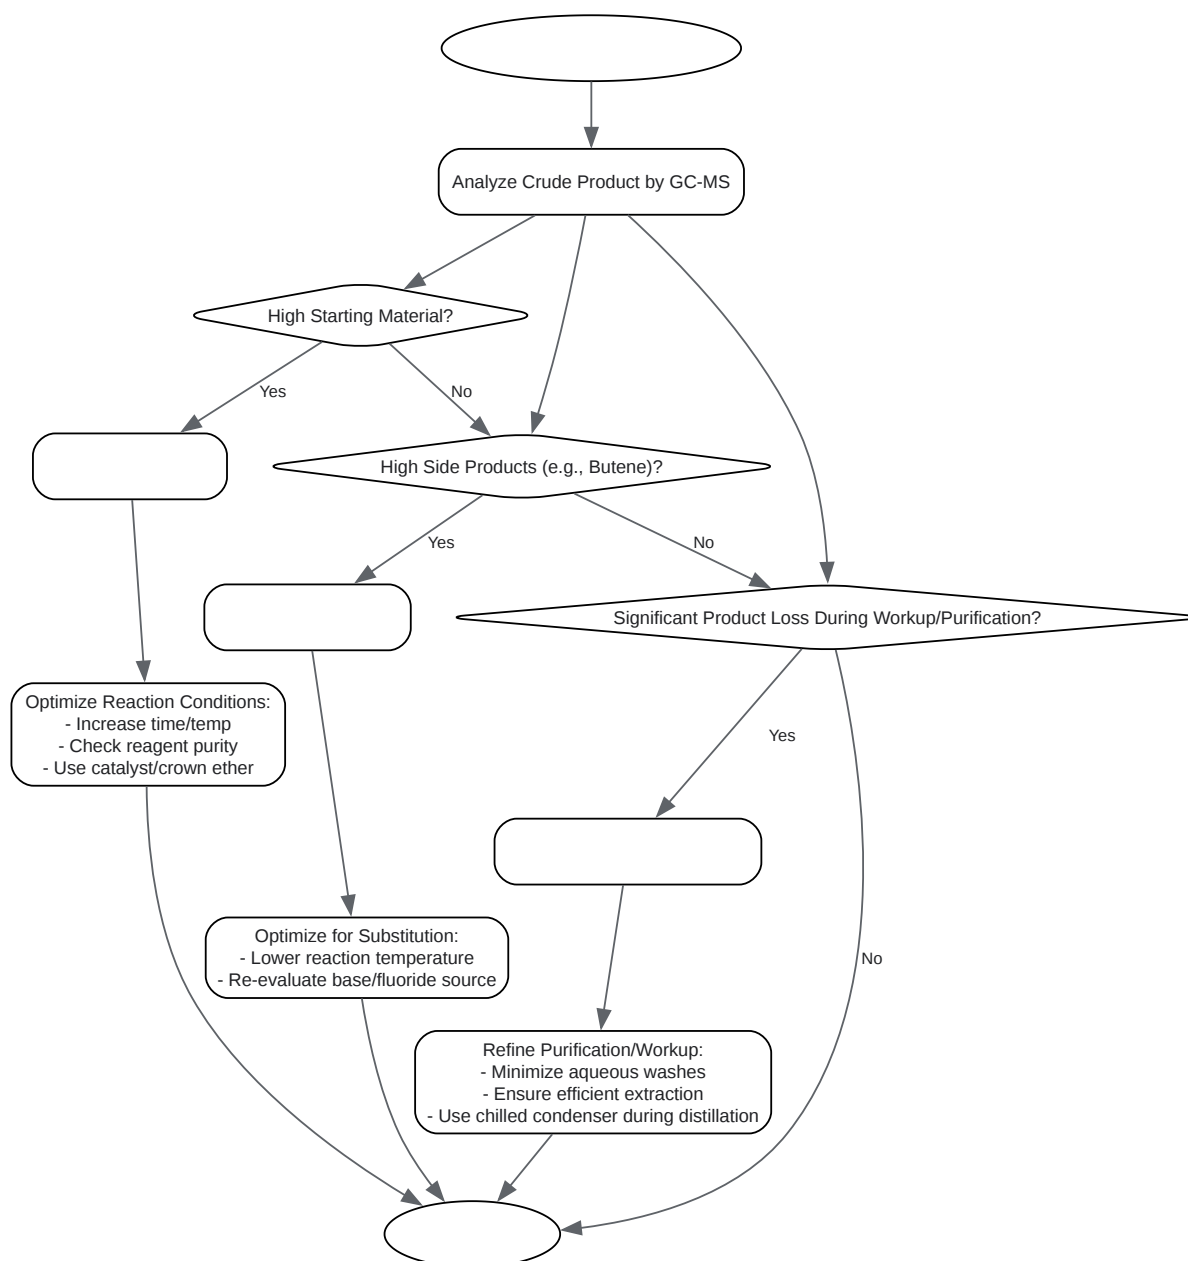 Analyze Crude Product by GC-MS
High Starting Material?
Yes
No
High Side Products (e.g., Butene)?
Yes
No
Significant Product Loss During Workup/Purification?
Optimize Reaction Conditions:
- Increase time/temp
- Check reagent purity
- Use catalyst/crown ether
Yes
Optimize for Substitution:
- Lower reaction temperature
- Re-evaluate base/fluoride source
No
Refine Purification/Workup:
- Minimize aqueous washes
- Ensure efficient extraction
- Use chilled condenser during distillation